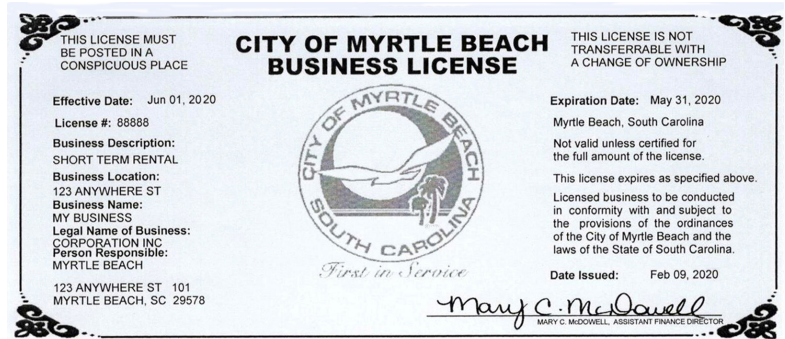 THIS LICENSE MUST
BE POSTED IN A
CONSPICUOUS PLACE
CITY OF MYRTLE BEACH
BUSINESS LICENSE
THIS LICENSE IS NOT
TRANSFERRABLE WITH
A CHANGE OF OWNERSHIP
Effective Date: Jun 01, 2020
License #: 88888
Business Description:
SHORT TERM RENTAL
Business Location:
123 ANYWHERE ST
Business Name:
MY BUSINESS
Legal Name of Business:
CORPORATION INC
Person Responsible:
MYRTLE BEACH
123 ANYWHERE ST 101
MYRTLE BEACH, SC 29578
CITY OF MYRTLE BEACH
SOUTH CAROLINA
First in Service
Expiration Date: May 31, 2020
Myrtle Beach, South Carolina
Not valid unless certified for
the full amount of the license.
This license expires as specified above.
Licensed business to be conducted
in conformity with and subject to
the provisions of the ordinances
of the City of Myrtle Beach and the
laws of the State of South Carolina.
Date Issued: Feb 09, 2020
Mary C. McDowell
MARY C. McDOWELL, ASSISTANT FINANCE DIRECTOR